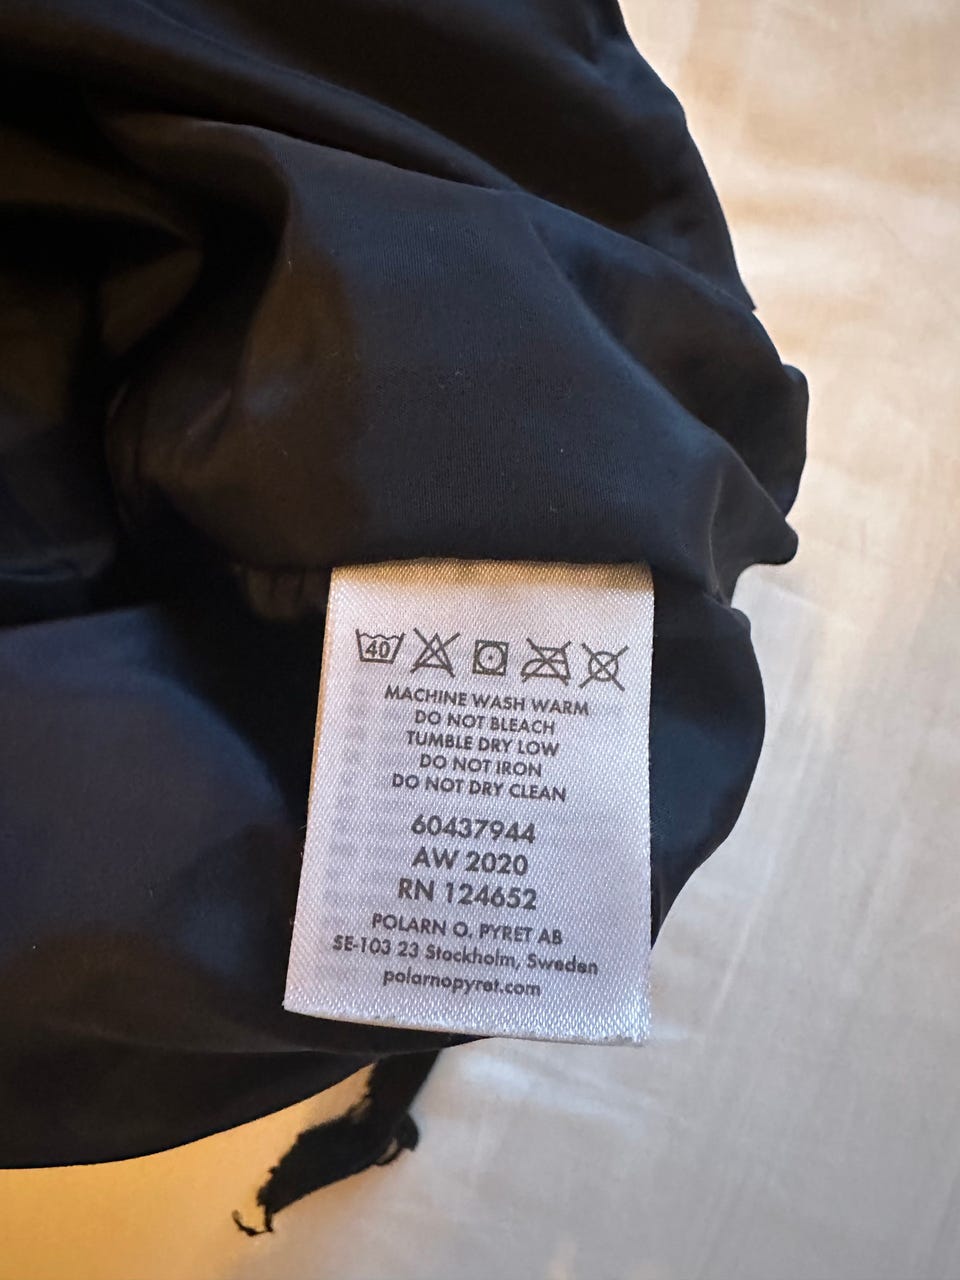 40
MACHINE WASH WARM
DO NOT BLEACH
TUMBLE DRY LOW
DO NOT IRON
DO NOT DRY CLEAN
60437944
AW 2020
RN 124652
POLARN O. PYRET AB
SE-103 23 Stockholm, Sweden
polarnopyret.com